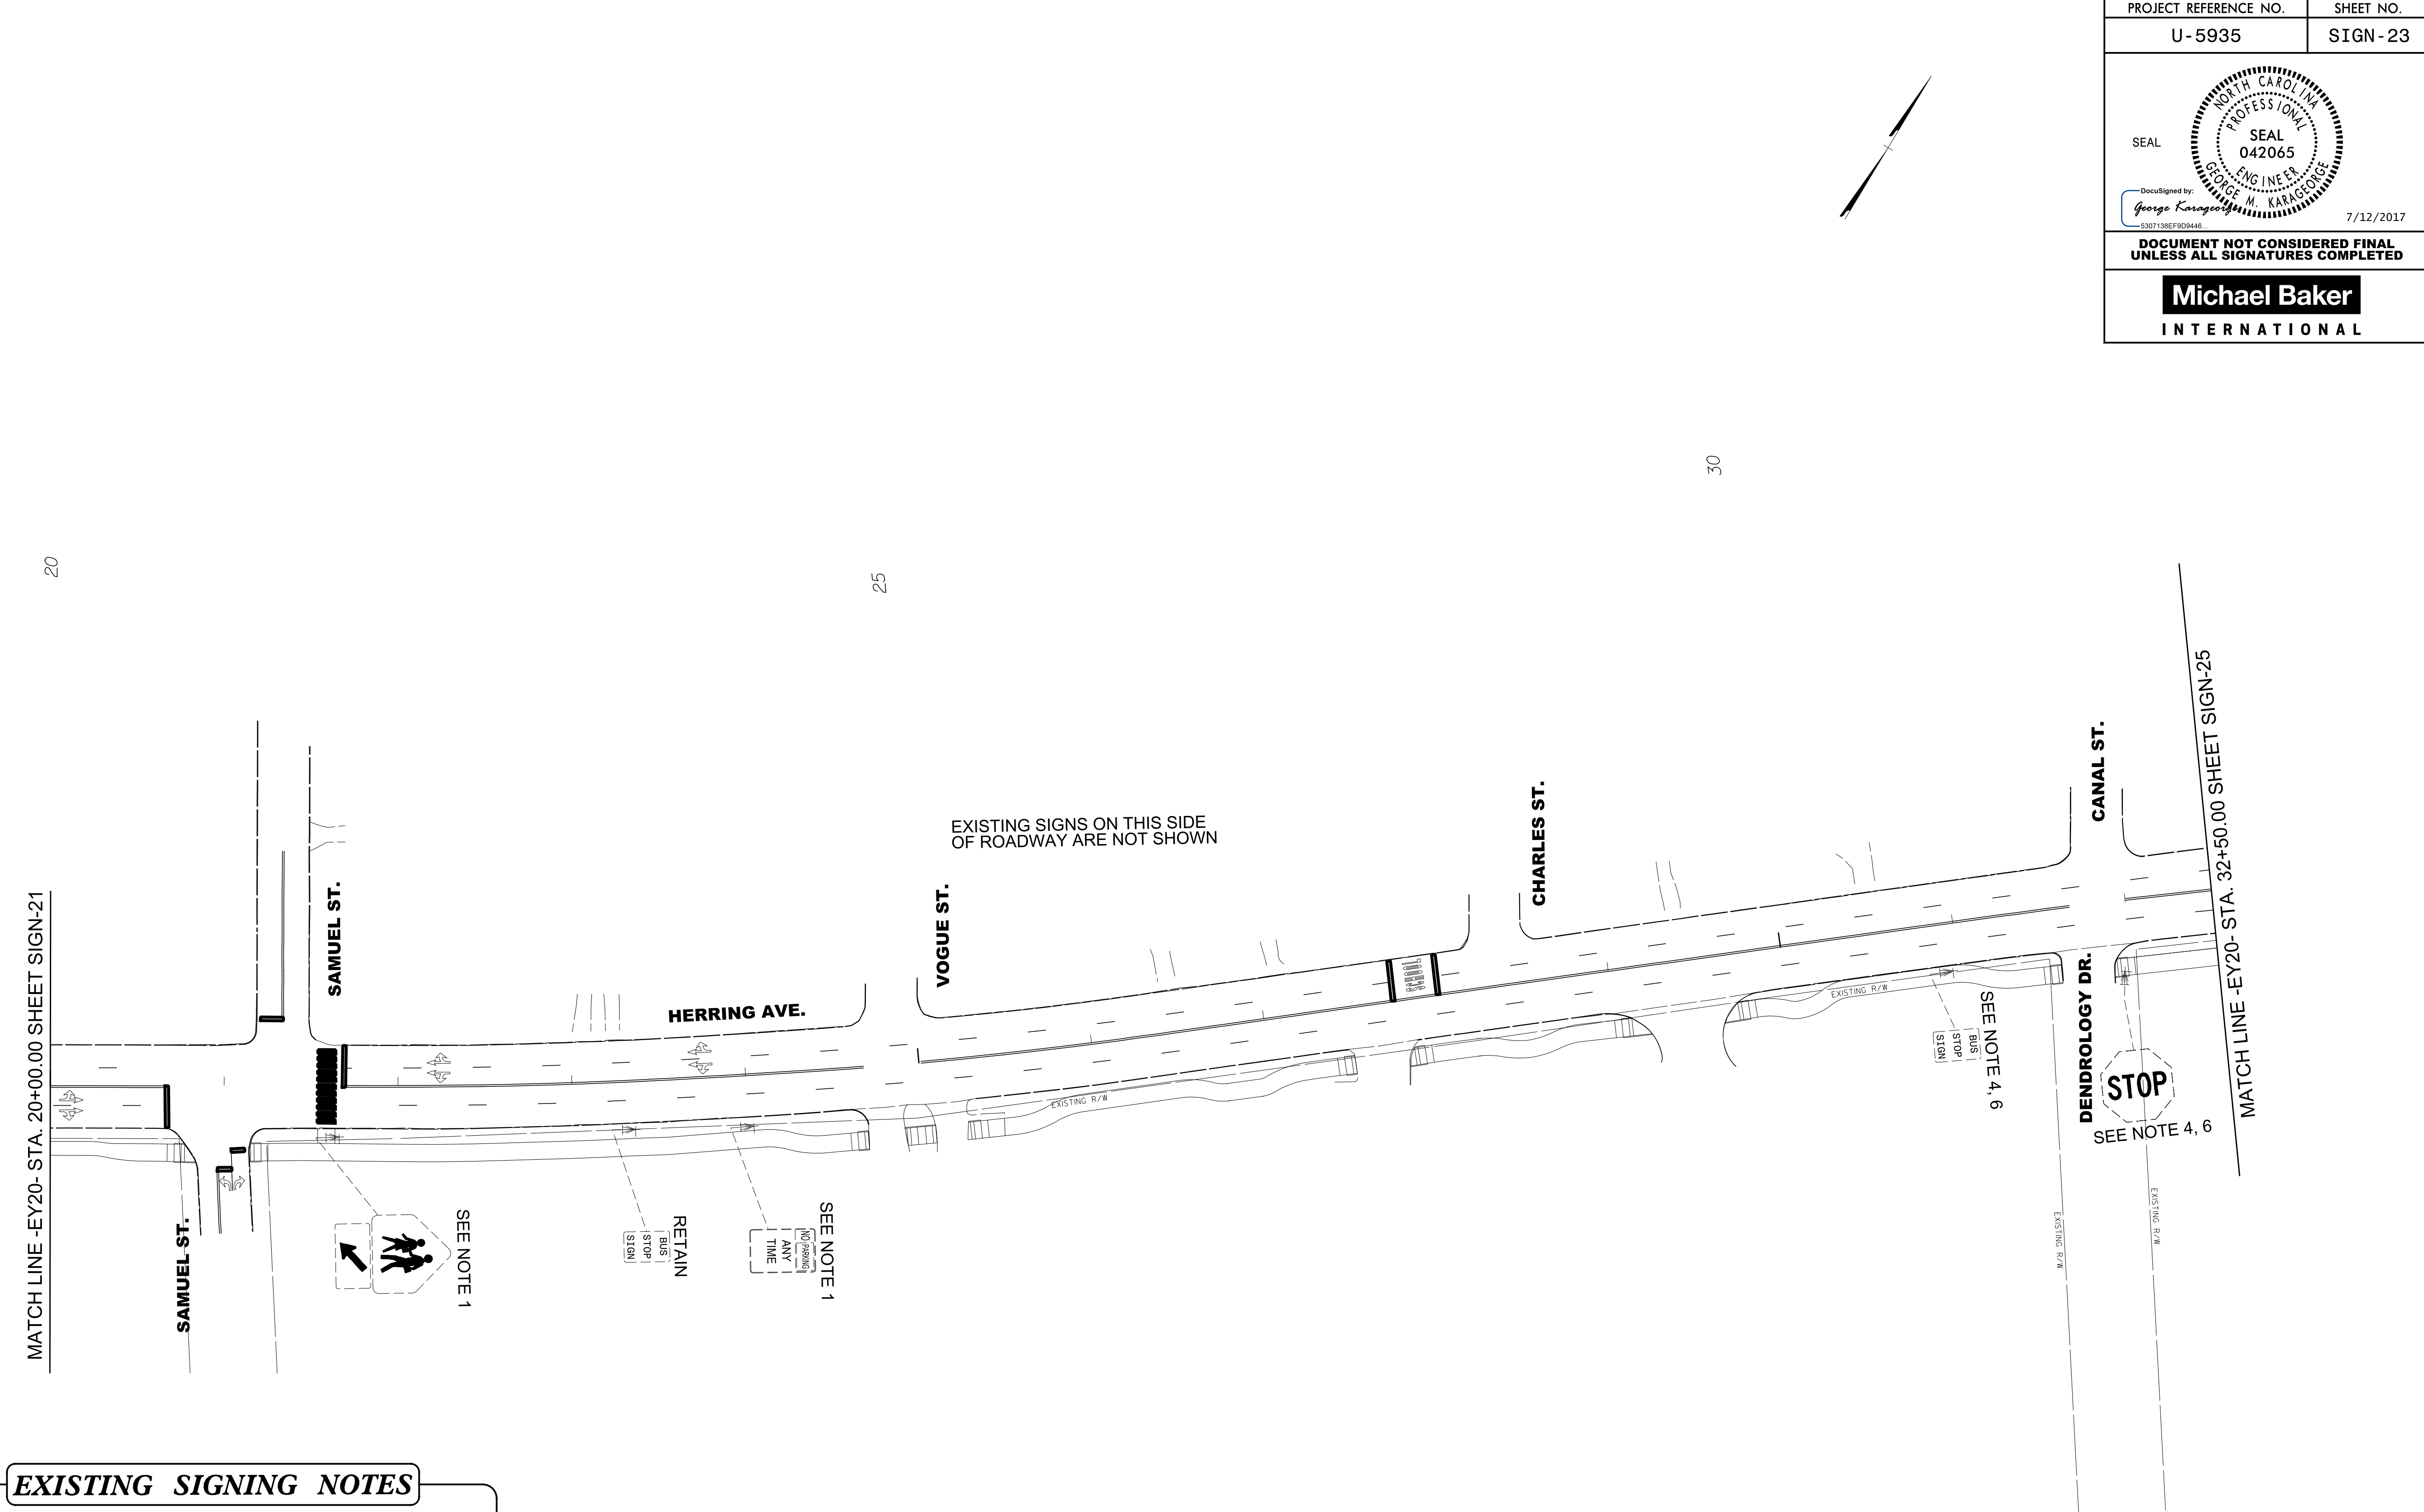 PROJECT REFERENCE NO.
SHEET NO.
U-5935
SIGN-23
NORTH CAROLINA
PROFESSIONAL
SEAL
SEAL
042065
ENGINEER
GEORGE M. KARAGEORGE
DocuSigned by:
George Karageorge
5307138EF9D9446...
7/12/2017
DOCUMENT NOT CONSIDERED FINAL
UNLESS ALL SIGNATURES COMPLETED
Michael Baker
INTERNATIONAL
30
20
25
MATCH LINE -EY20- STA. 20+00.00 SHEET SIGN-21
SAMUEL ST.
HERRING AVE.
VOGUE ST.
EXISTING SIGNS ON THIS SIDE
OF ROADWAY ARE NOT SHOWN
CHARLES ST.
SCHOOL
CANAL ST.
MATCH LINE -EY20- STA. 32+50.00 SHEET SIGN-25
EXISTING R/W
EXISTING R/W
SEE NOTE 4, 6
BUS
STOP
SIGN
DENDROLOGY DR.
STOP
SEE NOTE 4, 6
EXISTING R/W
EXISTING R/W
SAMUEL ST.
SEE NOTE 1
RETAIN
BUS
STOP
SIGN
SEE NOTE 1
NO PARKING
ANY
TIME
EXISTING SIGNING NOTES